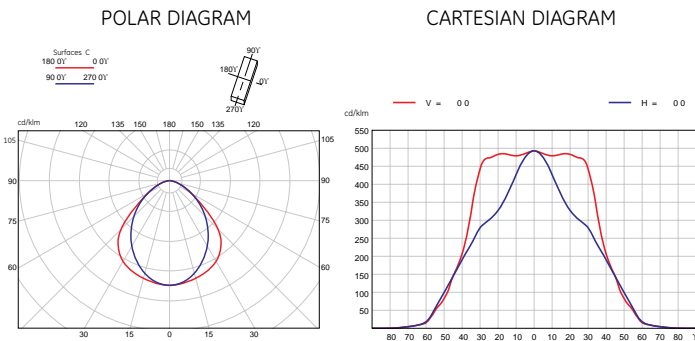 POLAR DIAGRAM
CARTESIAN DIAGRAM
Surfaces C
180 0Y 0 0Y
90 0Y 270 0Y
90Y
180Y
0Y
270Y
V = 0 0
H = 0 0
cd/klm
120 135 150 180 150 135 120
105 105
90 90
75 75
60 60
30 15 0 15 30
cd/klm
550
500
450
400
350
300
250
200
150
100
50
80 70 60 50 40 30 20 10 0 10 20 30 40 50 60 70 80